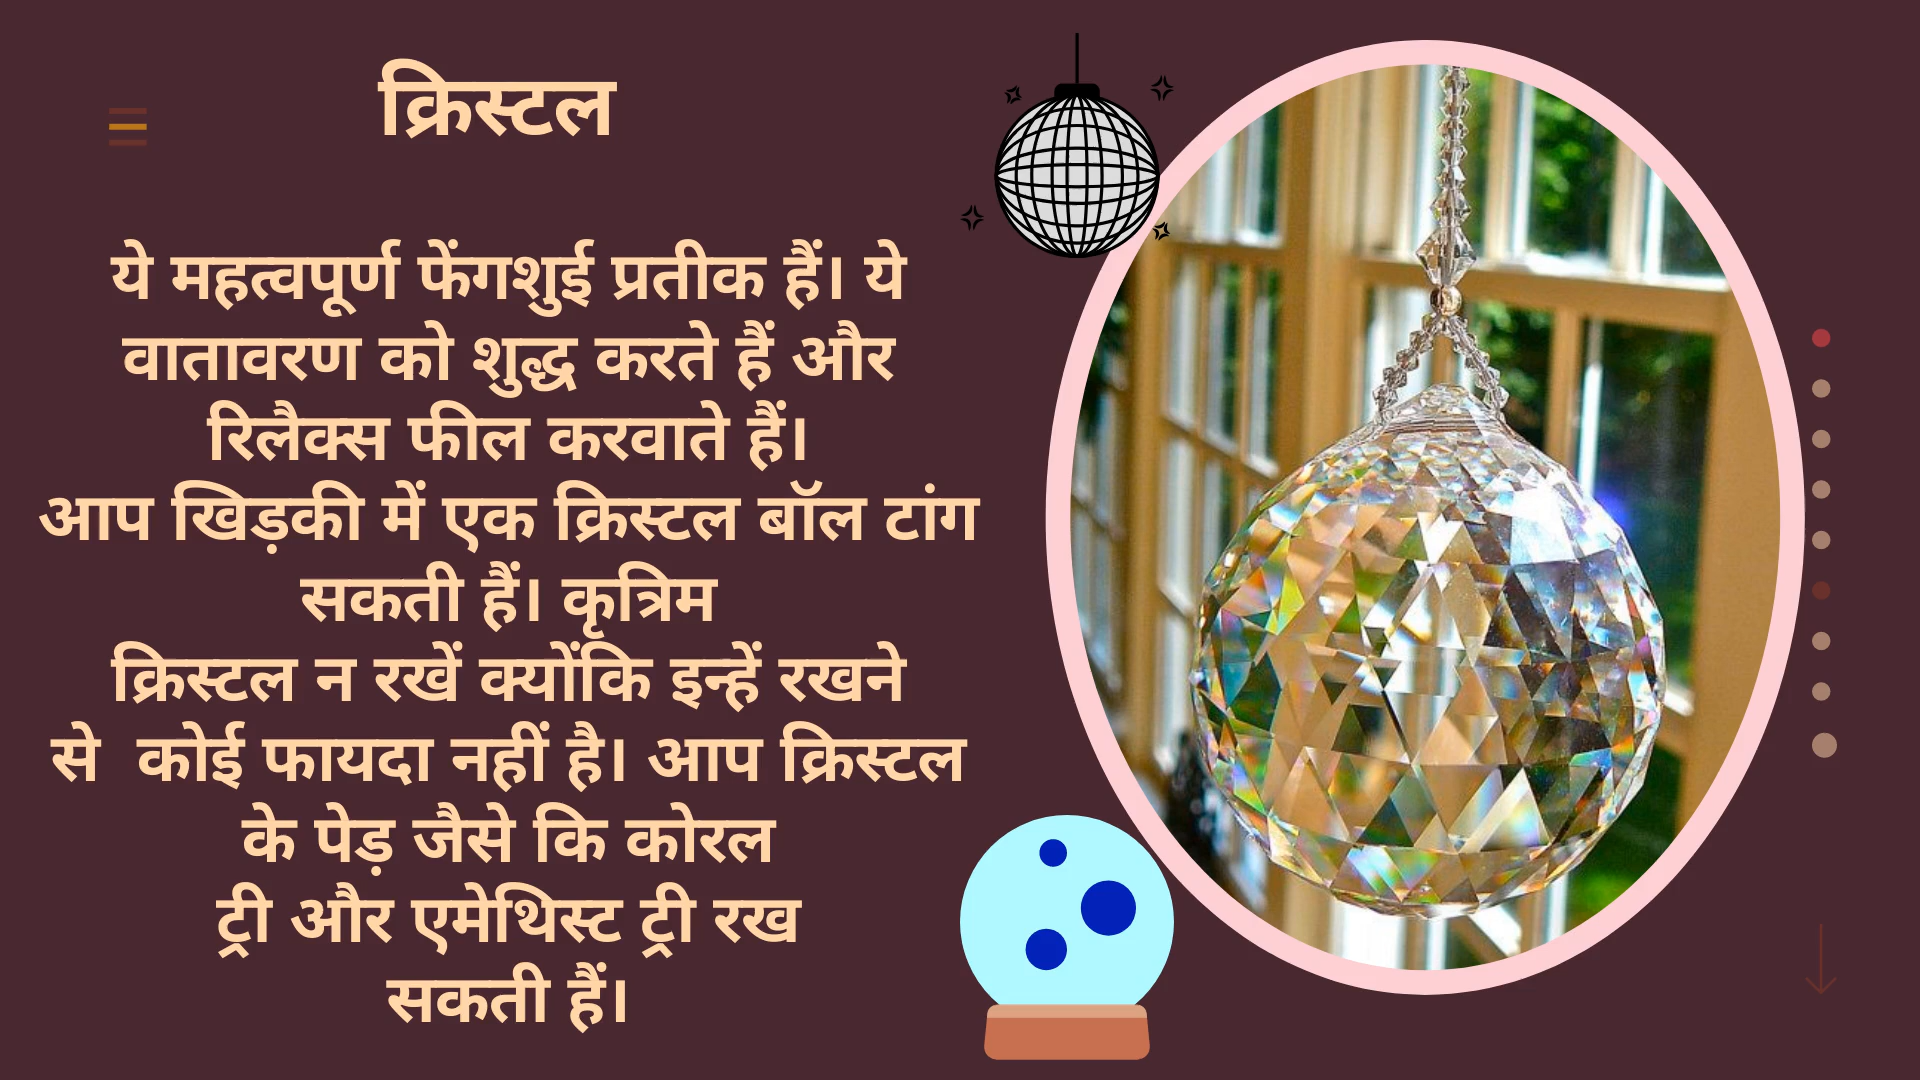 क्रिस्टल
ये महत्वपूर्ण फेंगशुई प्रतीक हैं। ये
वातावरण को शुद्ध करते हैं और
रिलैक्स फील करवाते हैं।
आप खिड़की में एक क्रिस्टल बॉल टांग
सकती हैं। कृत्रिम
क्रिस्टल न रखें क्योंकि इन्हें रखने
से  कोई फायदा नहीं है। आप क्रिस्टल
के पेड़ जैसे कि कोरल
ट्री और एमेथिस्ट ट्री रख
सकती हैं।